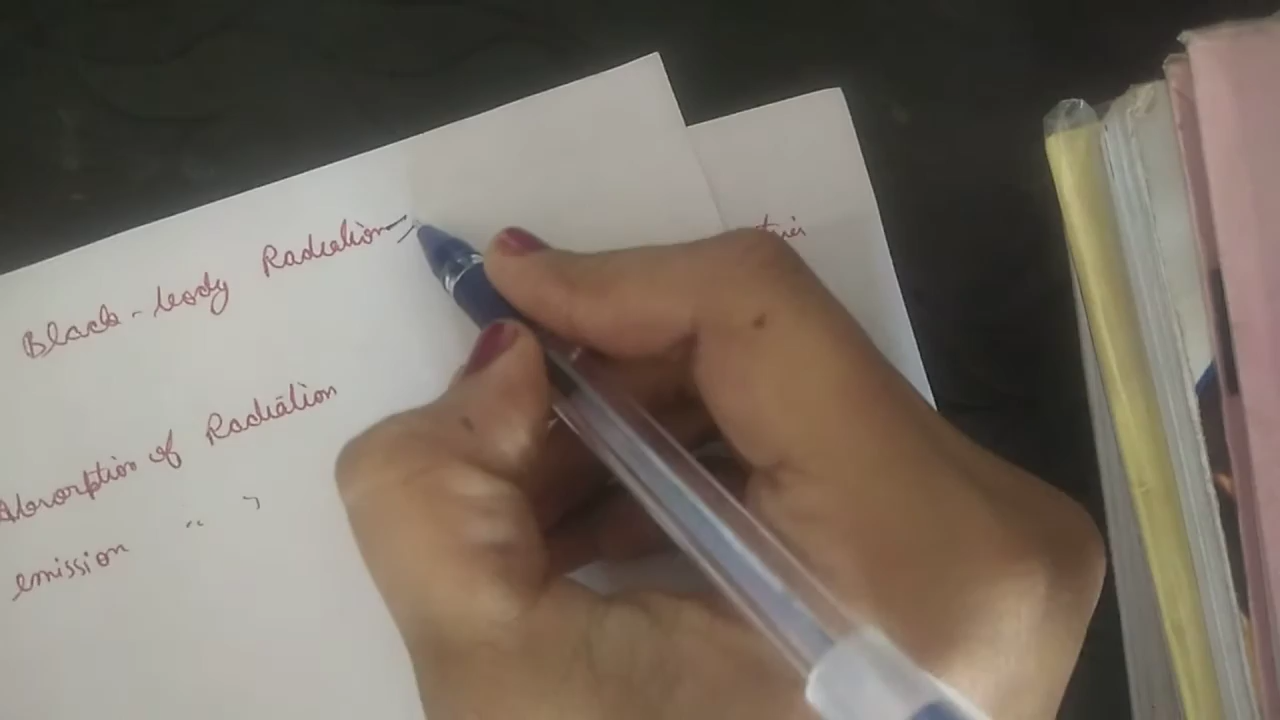 Black-body Radiation
Absorption of Radiation
emission " "